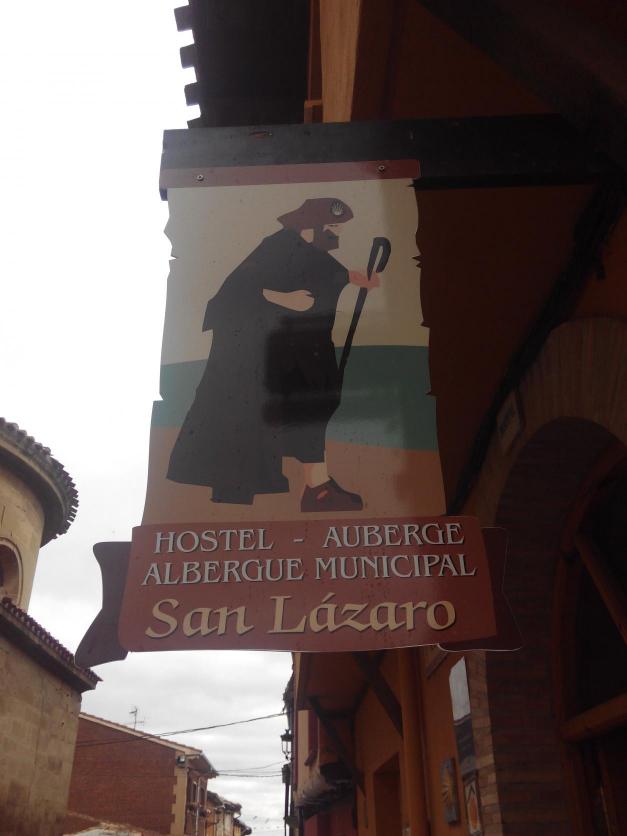 HOSTEL - AUBERGE
ALBERGUE MUNICIPAL
San Lázaro